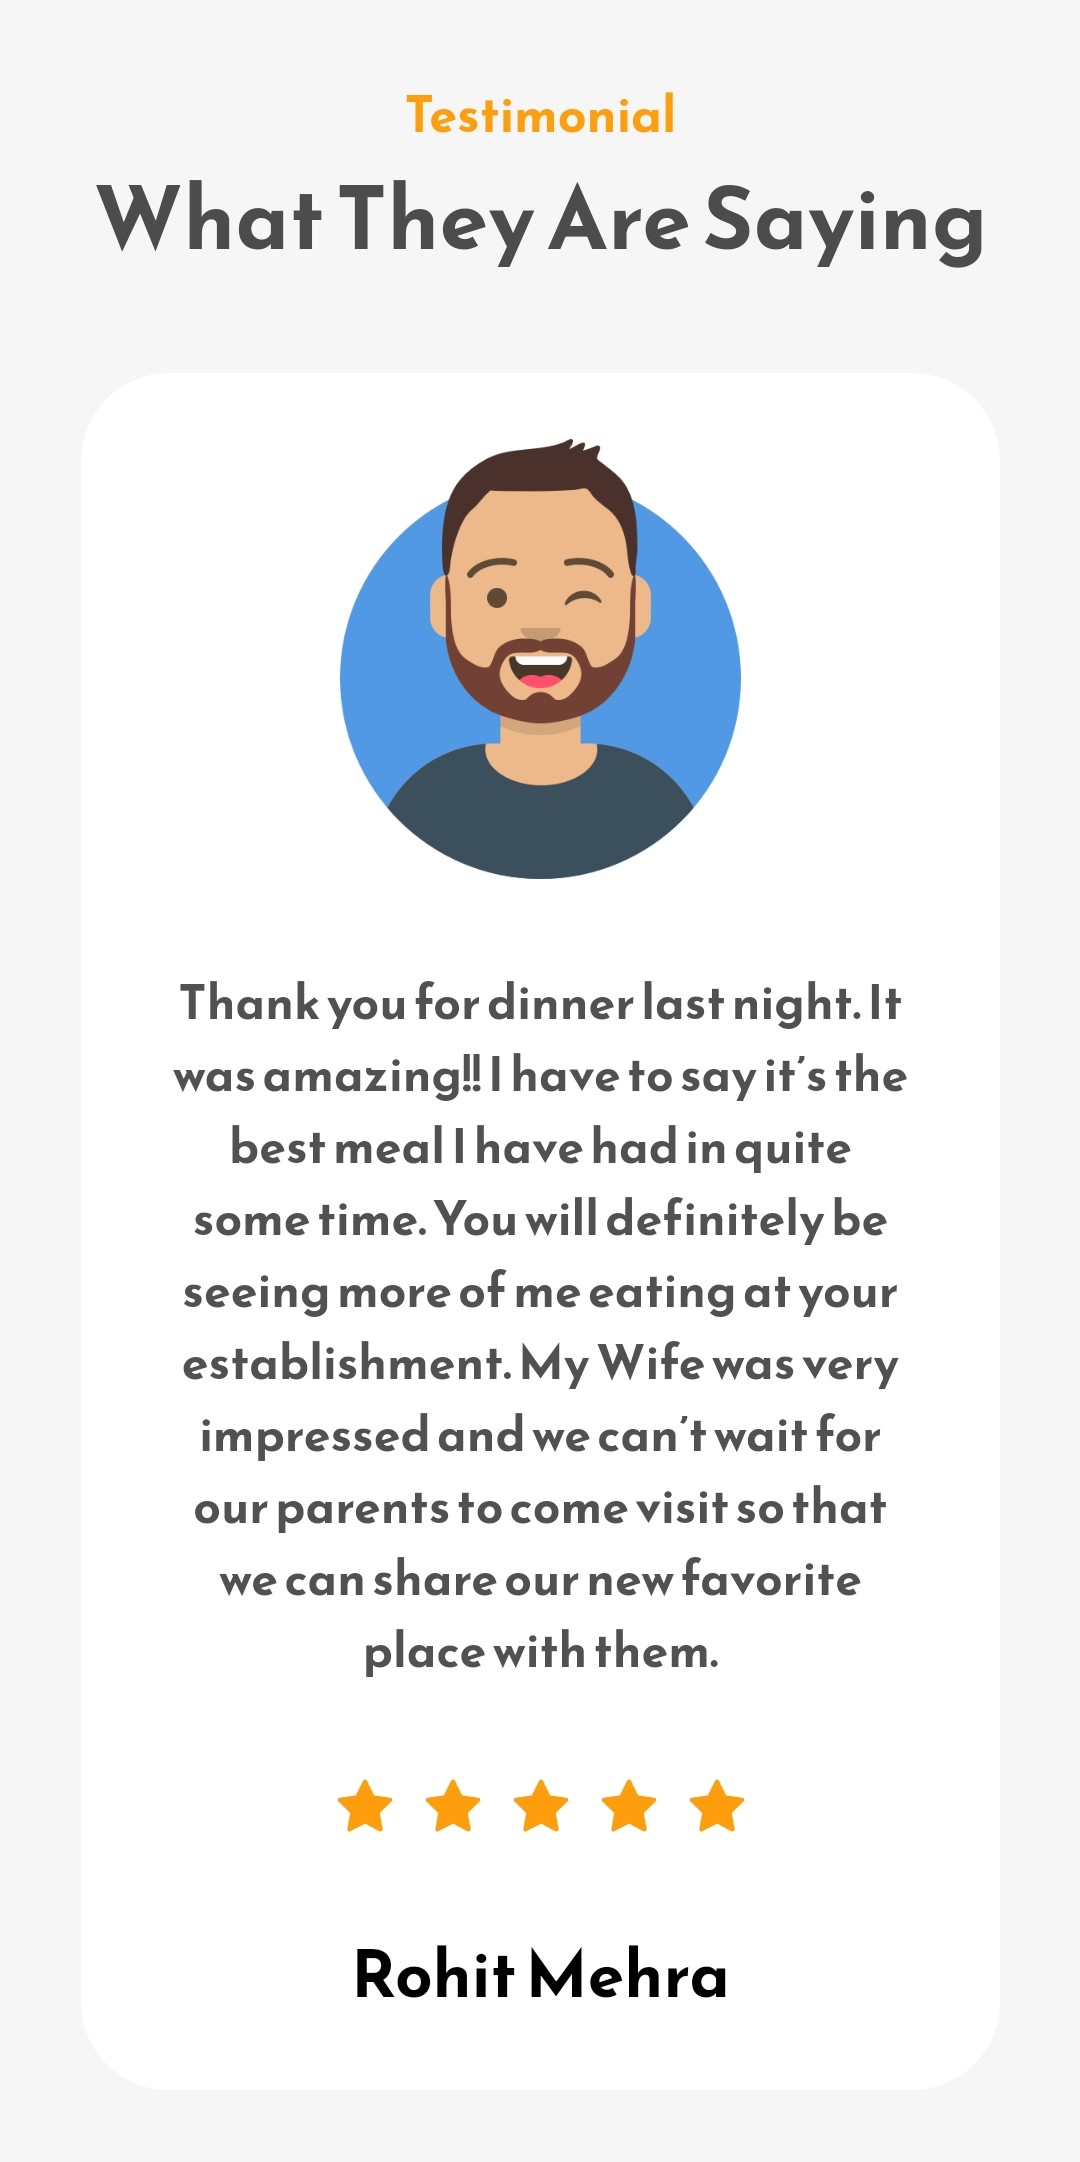 Testimonial
What They Are Saying
Thank you for dinner last night. It
was amazing!! I have to say it’s the
best meal I have had in quite
some time. You will definitely be
seeing more of me eating at your
establishment. My Wife was very
impressed and we can’t wait for
our parents to come visit so that
we can share our new favorite
place with them.
Rohit Mehra